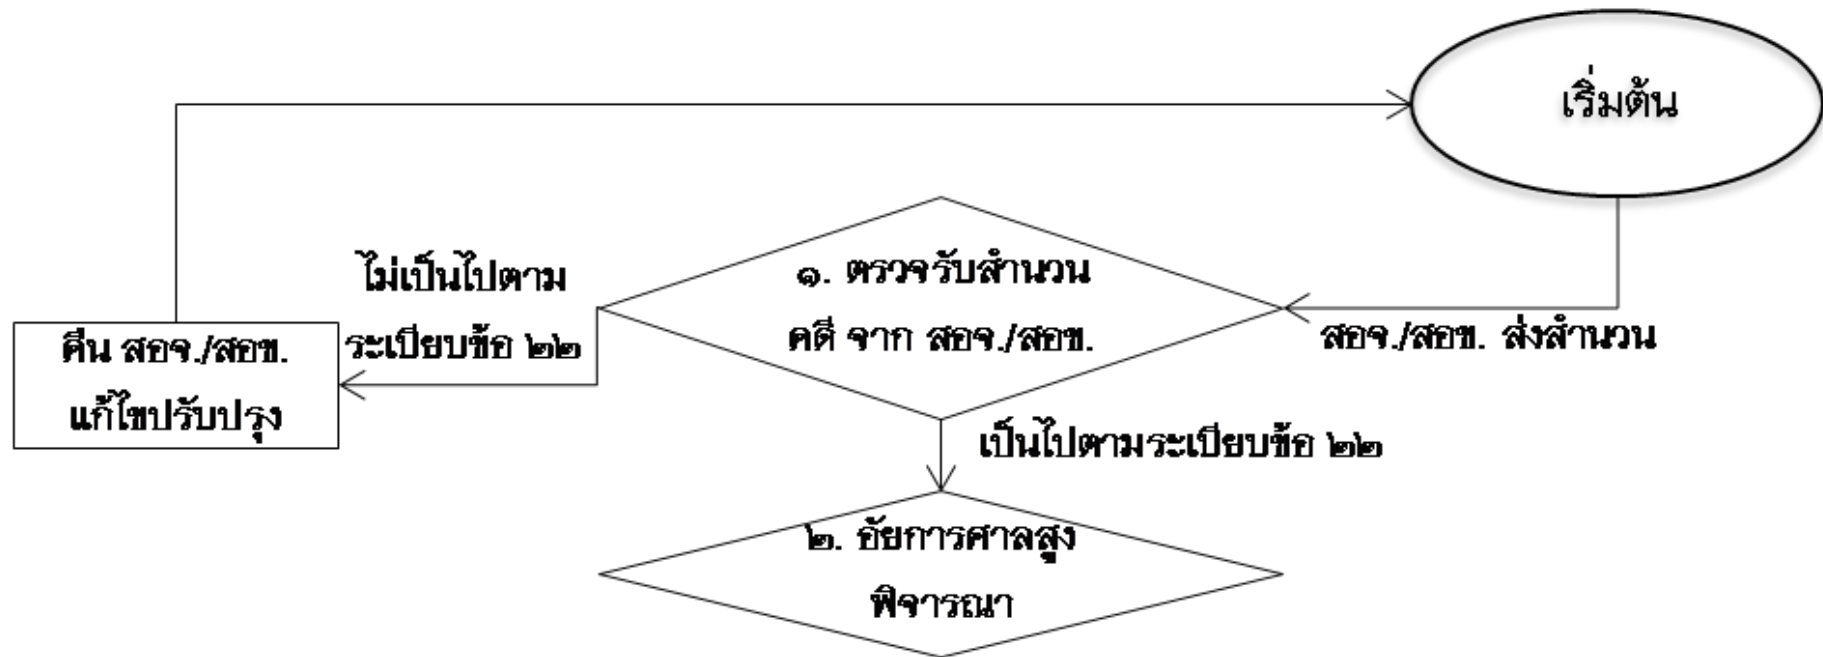 เริ่มต้น
ไม่เป็นไปตาม
ระเบียบข้อ ๒๒
๑. ตรวจรับสำนวน
คดี จาก สอจ./สอข.
สอจ./สอข. ส่งสำนวน
คืน สอจ./สอข.
แก้ไขปรับปรุง
เป็นไปตามระเบียบข้อ ๒๒
๒. อัยการศาลสูง
พิจารณา